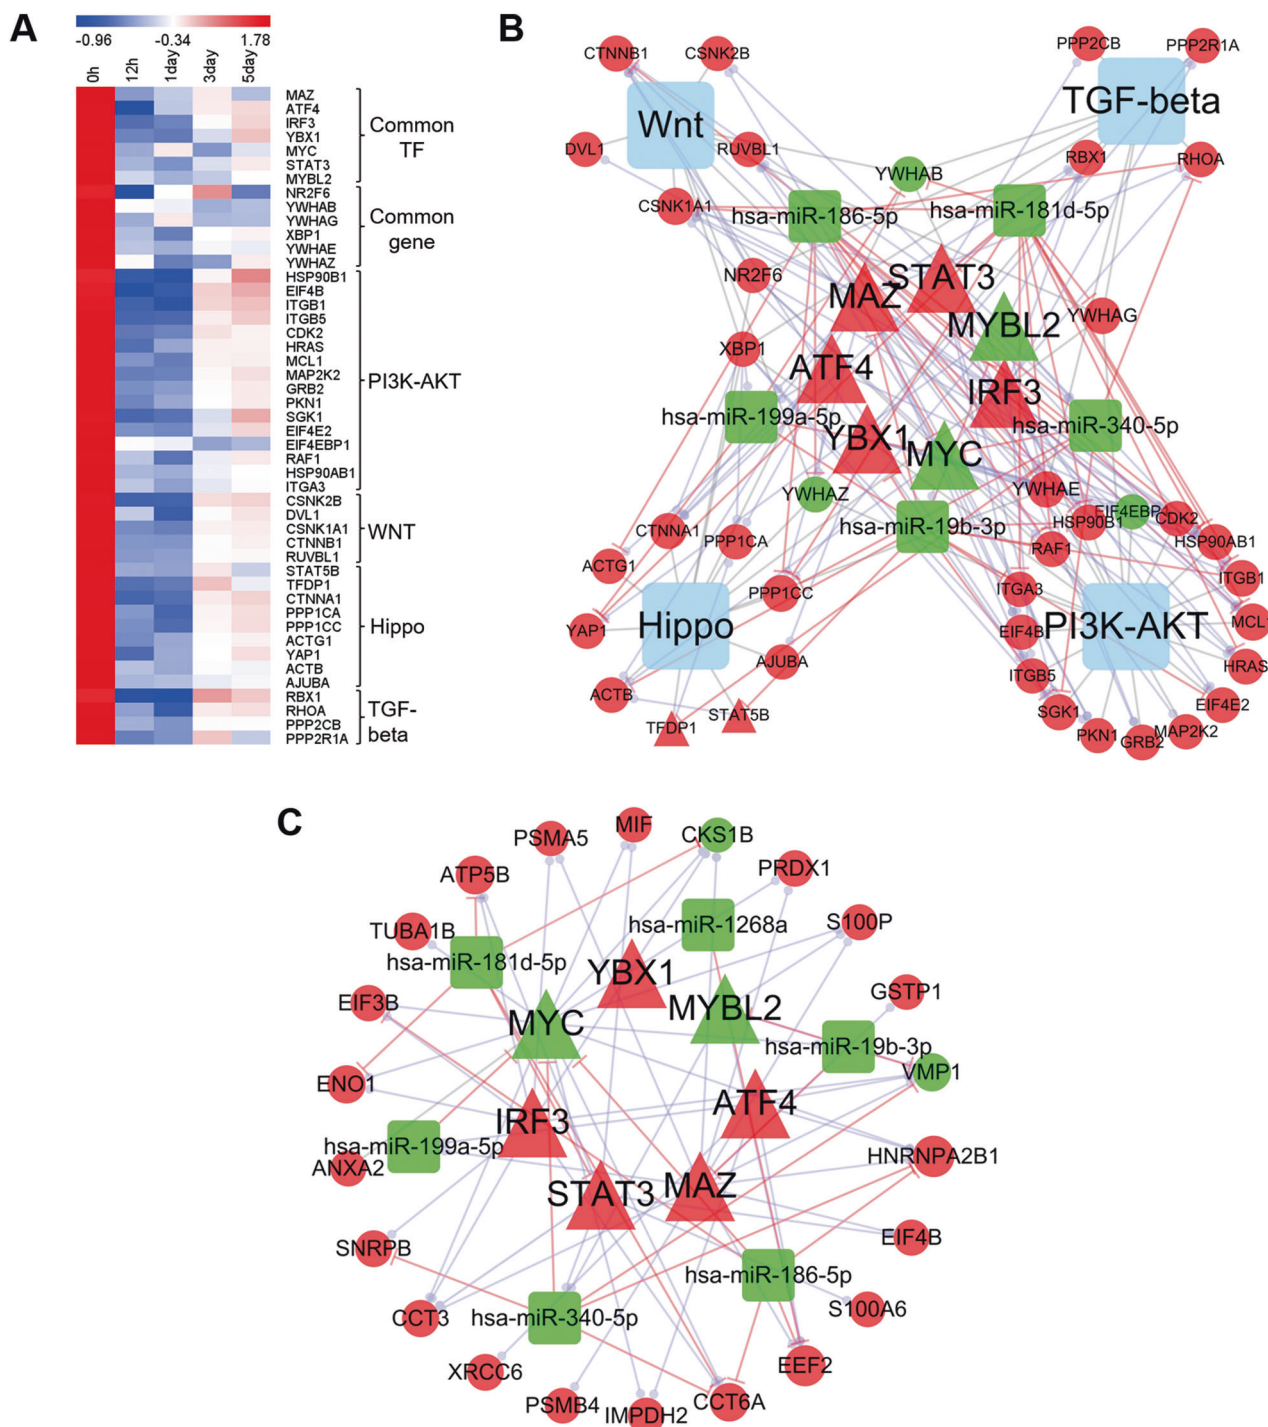 A
-0.96 -0.34 1.78
0h 12h 1day 3day 5day
MAZ
ATF4
IRF3
YBX1
MYC
STAT3
MYBL2
NR2F6
YWHAB
YWHAG
XBP1
YWHAE
YWHAZ
HSP90B1
EIF4B
ITGB1
ITGB5
CDK2
HRAS
MCL1
MAP2K2
GRB2
PKN1
SGK1
EIF4E2
EIF4EBP1
RAF1
HSP90AB1
ITGA3
CSNK2B
DVL1
CSNK1A1
CTNNB1
RUVBL1
STAT5B
TFDP1
CTNNA1
PPP1CA
PPP1CC
ACTG1
YAP1
ACTB
AJUBA
RBX1
RHOA
PPP2CB
PPP2R1A
Common
TF
Common
gene
PI3K-AKT
WNT
Hippo
TGF-
beta
B
CTNNB1
CSNK2B
PPP2CB
PPP2R1A
Wnt
TGF-beta
DVL1
RUVBL1
YWHAB
RBX1
RHOA
CSNK1A1
hsa-miR-186-5p
hsa-miR-181d-5p
NR2F6
MAZ
STAT3
MYBL2
YWHAG
XBP1
ATF4
IRF3
hsa-miR-199a-5p
hsa-miR-340-5p
YBX1
MYC
YWHAZ
YWHAE
hsa-miR-19b-3p
HSP90B1
EIF4EBP1
CDK2
CTNNA1
PPP1CA
RAF1
HSP90AB1
ACTG1
PPP1CC
ITGA3
ITGB1
YAP1
Hippo
EIF4B
PI3K-AKT
MCL1
AJUBA
ITGB5
HRAS
ACTB
TFDP1
STAT5B
SGK1
EIF4E2
PKN1
GRB2
MAP2K2
C
PSMA5
MIF
CKS1B
ATP5B
PRDX1
TUBA1B
hsa-miR-1268a
S100P
hsa-miR-181d-5p
YBX1
EIF3B
MYC
MYBL2
GSTP1
hsa-miR-19b-3p
ENO1
VMP1
IRF3
ATF4
hsa-miR-199a-5p
ANXA2
HNRNPA2B1
STAT3
MAZ
SNRPB
EIF4B
hsa-miR-186-5p
CCT3
hsa-miR-340-5p
S100A6
XRCC6
EEF2
PSMB4
IMPDH2
CCT6A